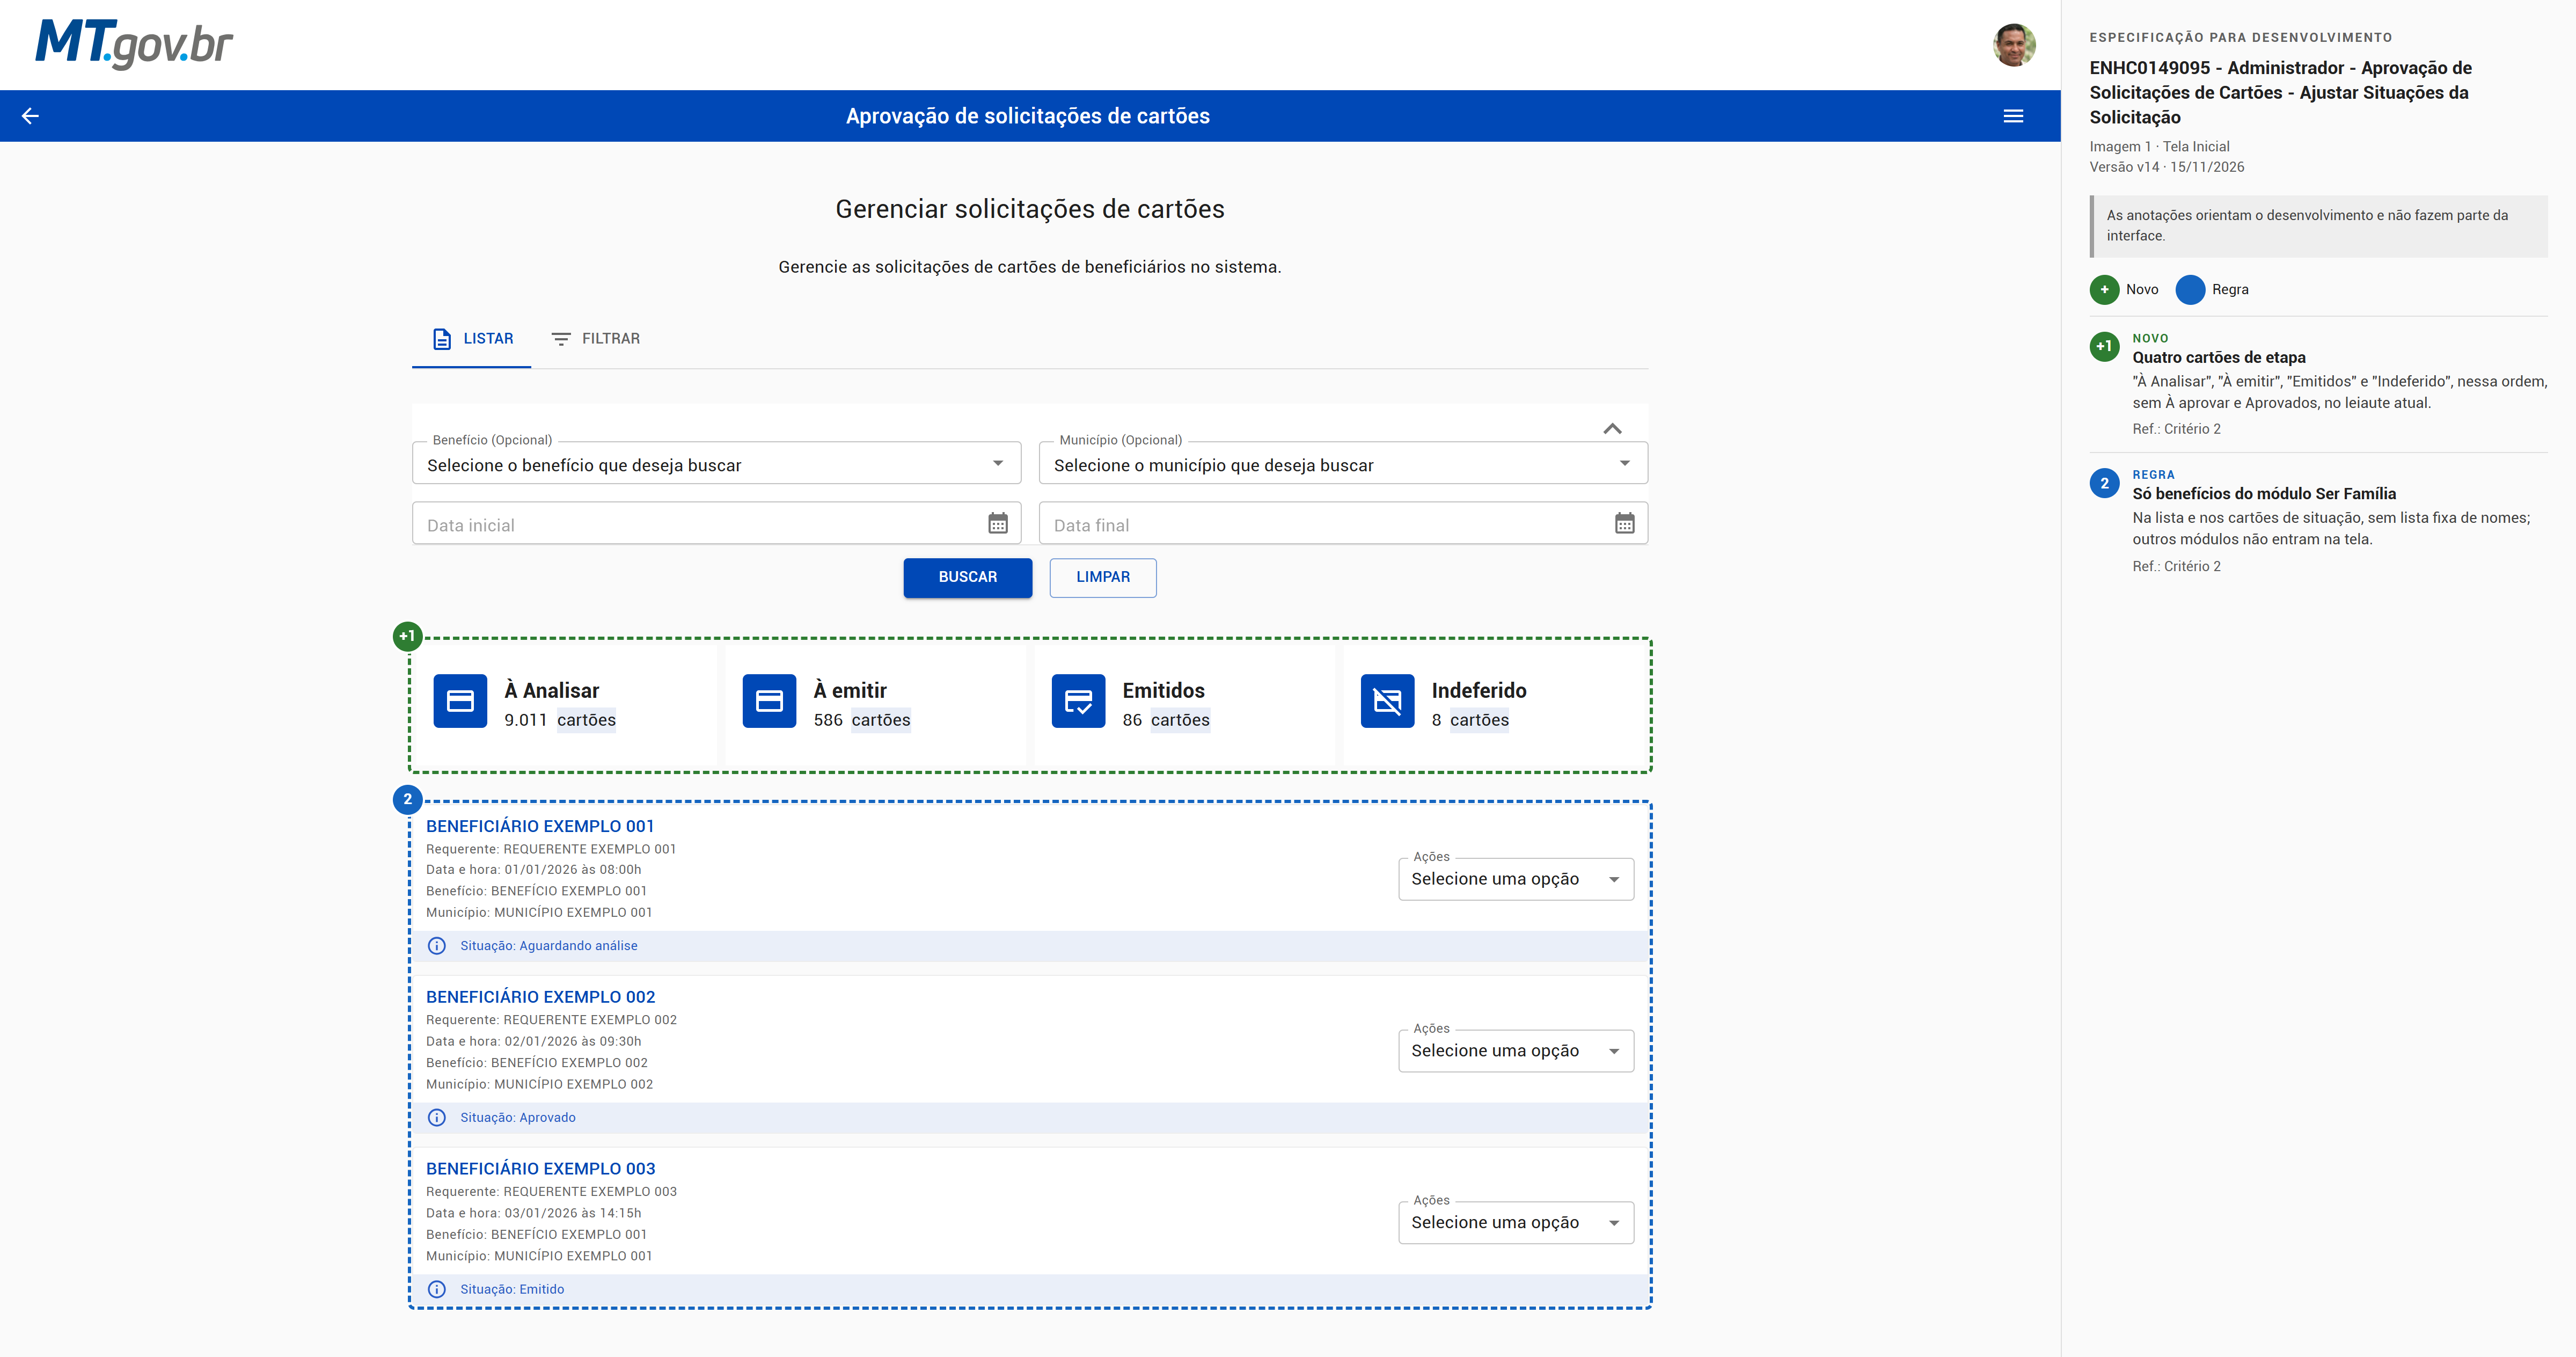 MT.gov.br
Aprovação de solicitações de cartões
Gerenciar solicitações de cartões
Gerencie as solicitações de cartões de beneficiários no sistema.
LISTAR
FILTRAR
Benefício (Opcional)
Selecione o benefício que deseja buscar
Município (Opcional)
Selecione o município que deseja buscar
Data inicial
Data final
BUSCAR
LIMPAR
+1
À Analisar
9.011 cartões
À emitir
586 cartões
Emitidos
86 cartões
Indeferido
8 cartões
2
BENEFICIÁRIO EXEMPLO 001
Requerente: REQUERENTE EXEMPLO 001
Data e hora: 01/01/2026 às 08:00h
Benefício: BENEFÍCIO EXEMPLO 001
Município: MUNICÍPIO EXEMPLO 001
Ações
Selecione uma opção
Situação: Aguardando análise
BENEFICIÁRIO EXEMPLO 002
Requerente: REQUERENTE EXEMPLO 002
Data e hora: 02/01/2026 às 09:30h
Benefício: BENEFÍCIO EXEMPLO 002
Município: MUNICÍPIO EXEMPLO 002
Ações
Selecione uma opção
Situação: Aprovado
BENEFICIÁRIO EXEMPLO 003
Requerente: REQUERENTE EXEMPLO 003
Data e hora: 03/01/2026 às 14:15h
Benefício: BENEFÍCIO EXEMPLO 001
Município: MUNICÍPIO EXEMPLO 001
Ações
Selecione uma opção
Situação: Emitido
ESPECIFICAÇÃO PARA DESENVOLVIMENTO
ENHC0149095 - Administrador - Aprovação de
Solicitações de Cartões - Ajustar Situações da
Solicitação
Imagem 1 · Tela Inicial
Versão v14 · 15/11/2026
As anotações orientam o desenvolvimento e não fazem parte da
interface.
+ Novo
Regra
+1
NOVO
Quatro cartões de etapa
"À Analisar", "À emitir", "Emitidos" e "Indeferido", nessa ordem,
sem À aprovar e Aprovados, no leiaute atual.
Ref.: Critério 2
2
REGRA
Só benefícios do módulo Ser Família
Na lista e nos cartões de situação, sem lista fixa de nomes;
outros módulos não entram na tela.
Ref.: Critério 2